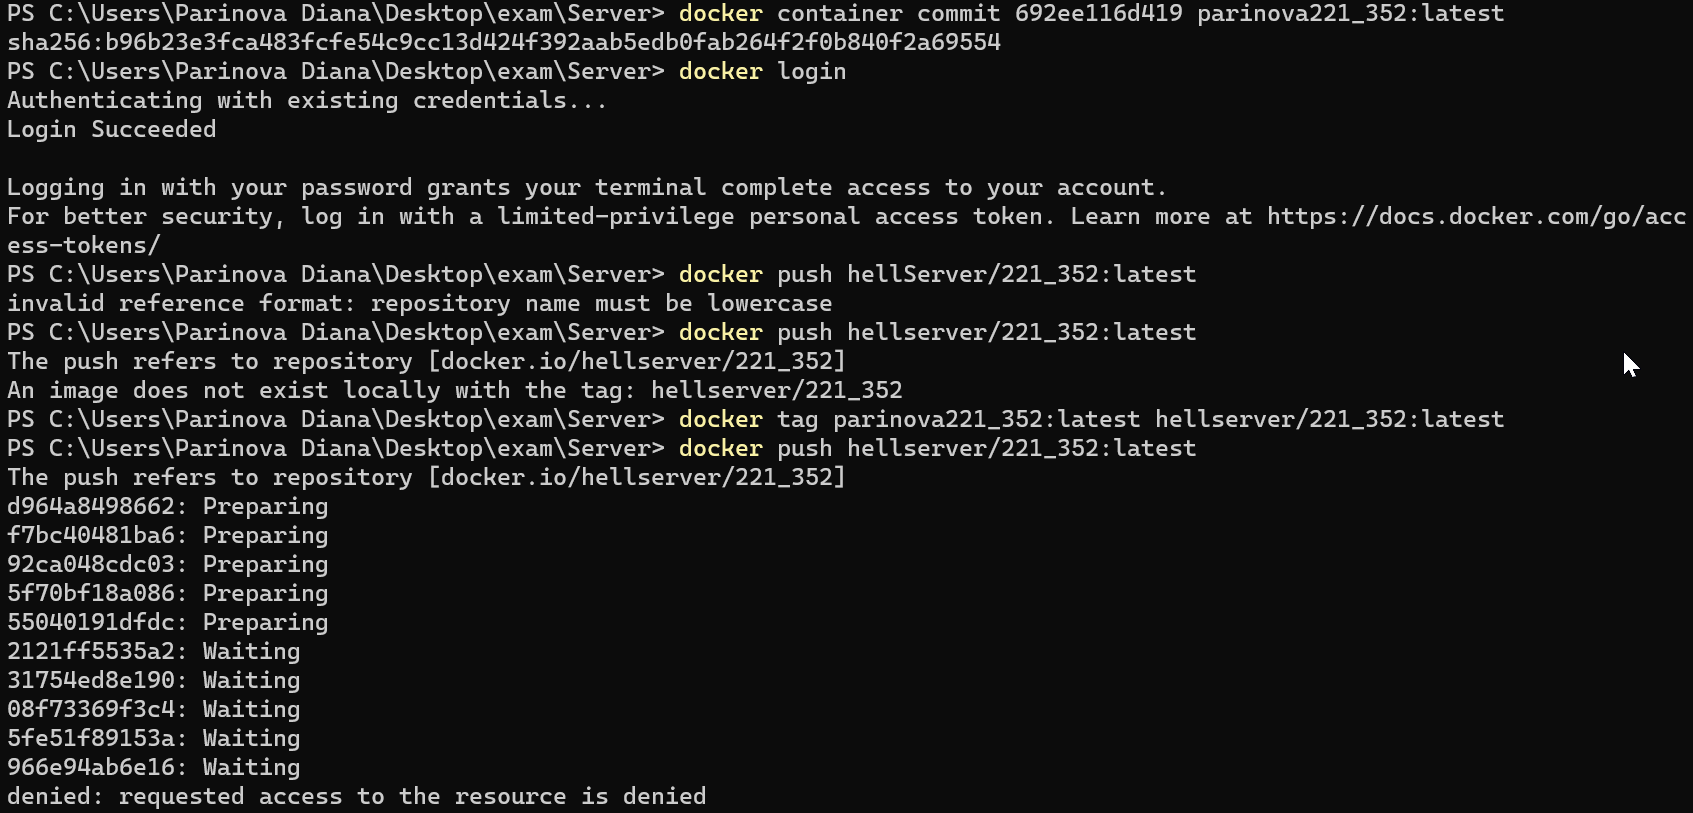 PS C:\Users\Parinova Diana\Desktop\exam\Server> docker container commit 692ee116d419 parinova221_352:latest
sha256:b96b23e3fca483fcfe54c9cc13d424f392aab5edb0fab264f2f0b840f2a69554
PS C:\Users\Parinova Diana\Desktop\exam\Server> docker login
Authenticating with existing credentials...
Login Succeeded

Logging in with your password grants your terminal complete access to your account.
For better security, log in with a limited-privilege personal access token. Learn more at https://docs.docker.com/go/acc
ess-tokens/
PS C:\Users\Parinova Diana\Desktop\exam\Server> docker push hellServer/221_352:latest
invalid reference format: repository name must be lowercase
PS C:\Users\Parinova Diana\Desktop\exam\Server> docker push hellserver/221_352:latest
The push refers to repository [docker.io/hellserver/221_352]
An image does not exist locally with the tag: hellserver/221_352
PS C:\Users\Parinova Diana\Desktop\exam\Server> docker tag parinova221_352:latest hellserver/221_352:latest
PS C:\Users\Parinova Diana\Desktop\exam\Server> docker push hellserver/221_352:latest
The push refers to repository [docker.io/hellserver/221_352]
d964a8498662: Preparing
f7bc40481ba6: Preparing
92ca048cdc03: Preparing
5f70bf18a086: Preparing
55040191dfdc: Preparing
2121ff5535a2: Waiting
31754ed8e190: Waiting
08f73369f3c4: Waiting
5fe51f89153a: Waiting
966e94ab6e16: Waiting
denied: requested access to the resource is denied